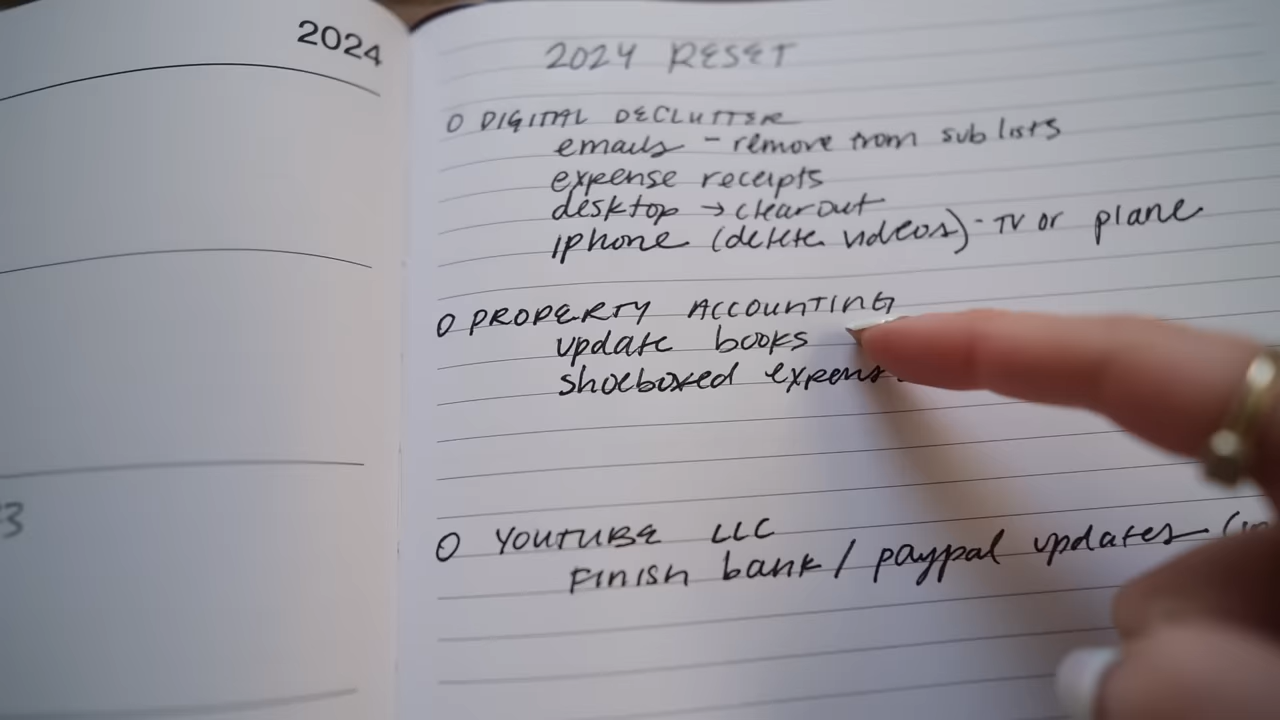 2024
2024 RESET
O DIGITAL DECLUTTER
emails - remove from sub lists
expense receipts
desktop → clear out
iphone (delete videos) - TV or plane
O PROPERTY ACCOUNTING
update books
shoeboxed
O YOUTUBE LLC
FINISH bank / paypal updates